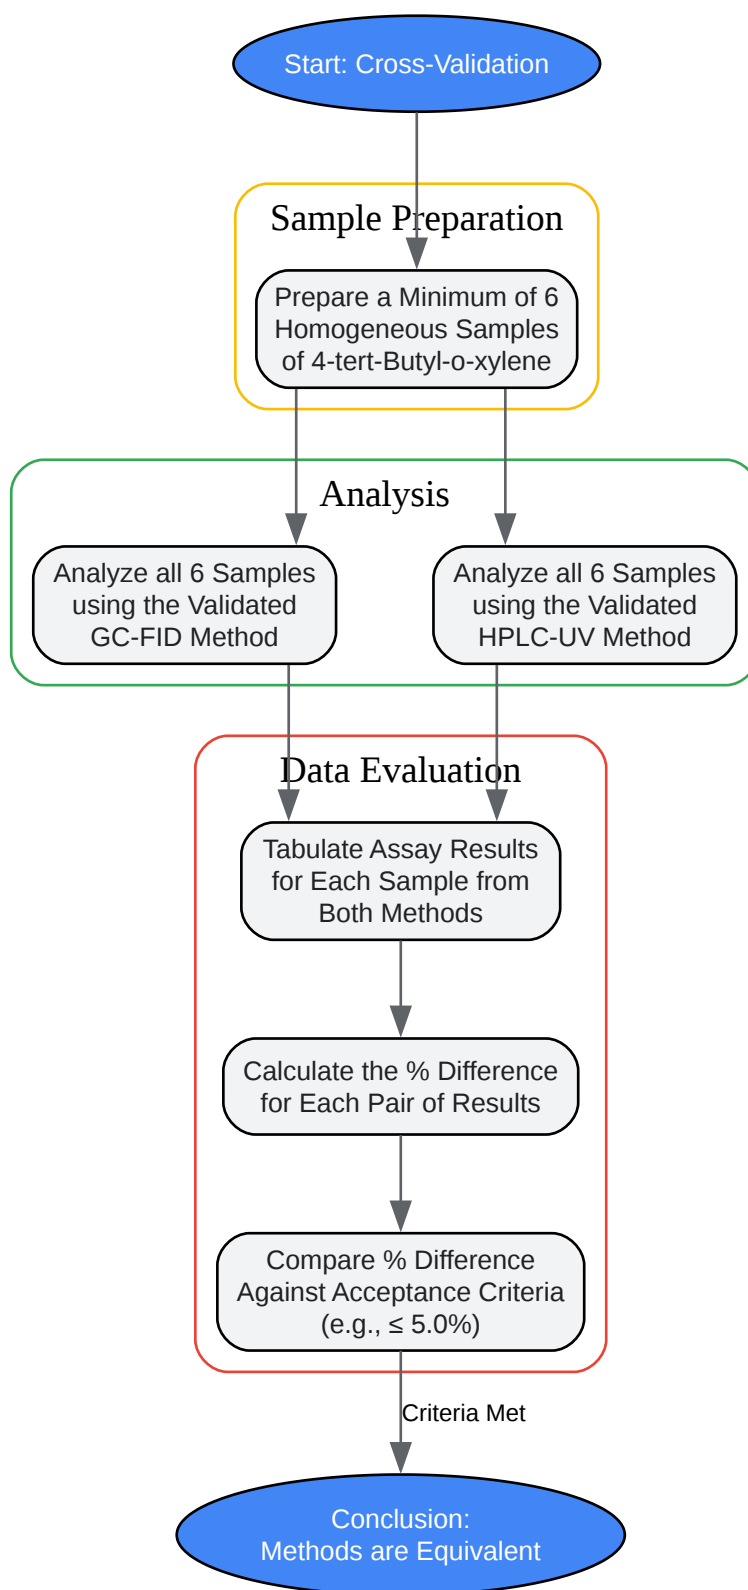 Start: Cross-Validation
Sample Preparation
Prepare a Minimum of 6
Homogeneous Samples
of 4-tert-Butyl-o-xylene
Analysis
Analyze all 6 Samples
using the Validated
GC-FID Method
Analyze all 6 Samples
using the Validated
HPLC-UV Method
Data Evaluation
Tabulate Assay Results
for Each Sample from
Both Methods
Calculate the % Difference
for Each Pair of Results
Compare % Difference
Against Acceptance Criteria
(e.g., ≤ 5.0%)
Criteria Met
Conclusion:
Methods are Equivalent